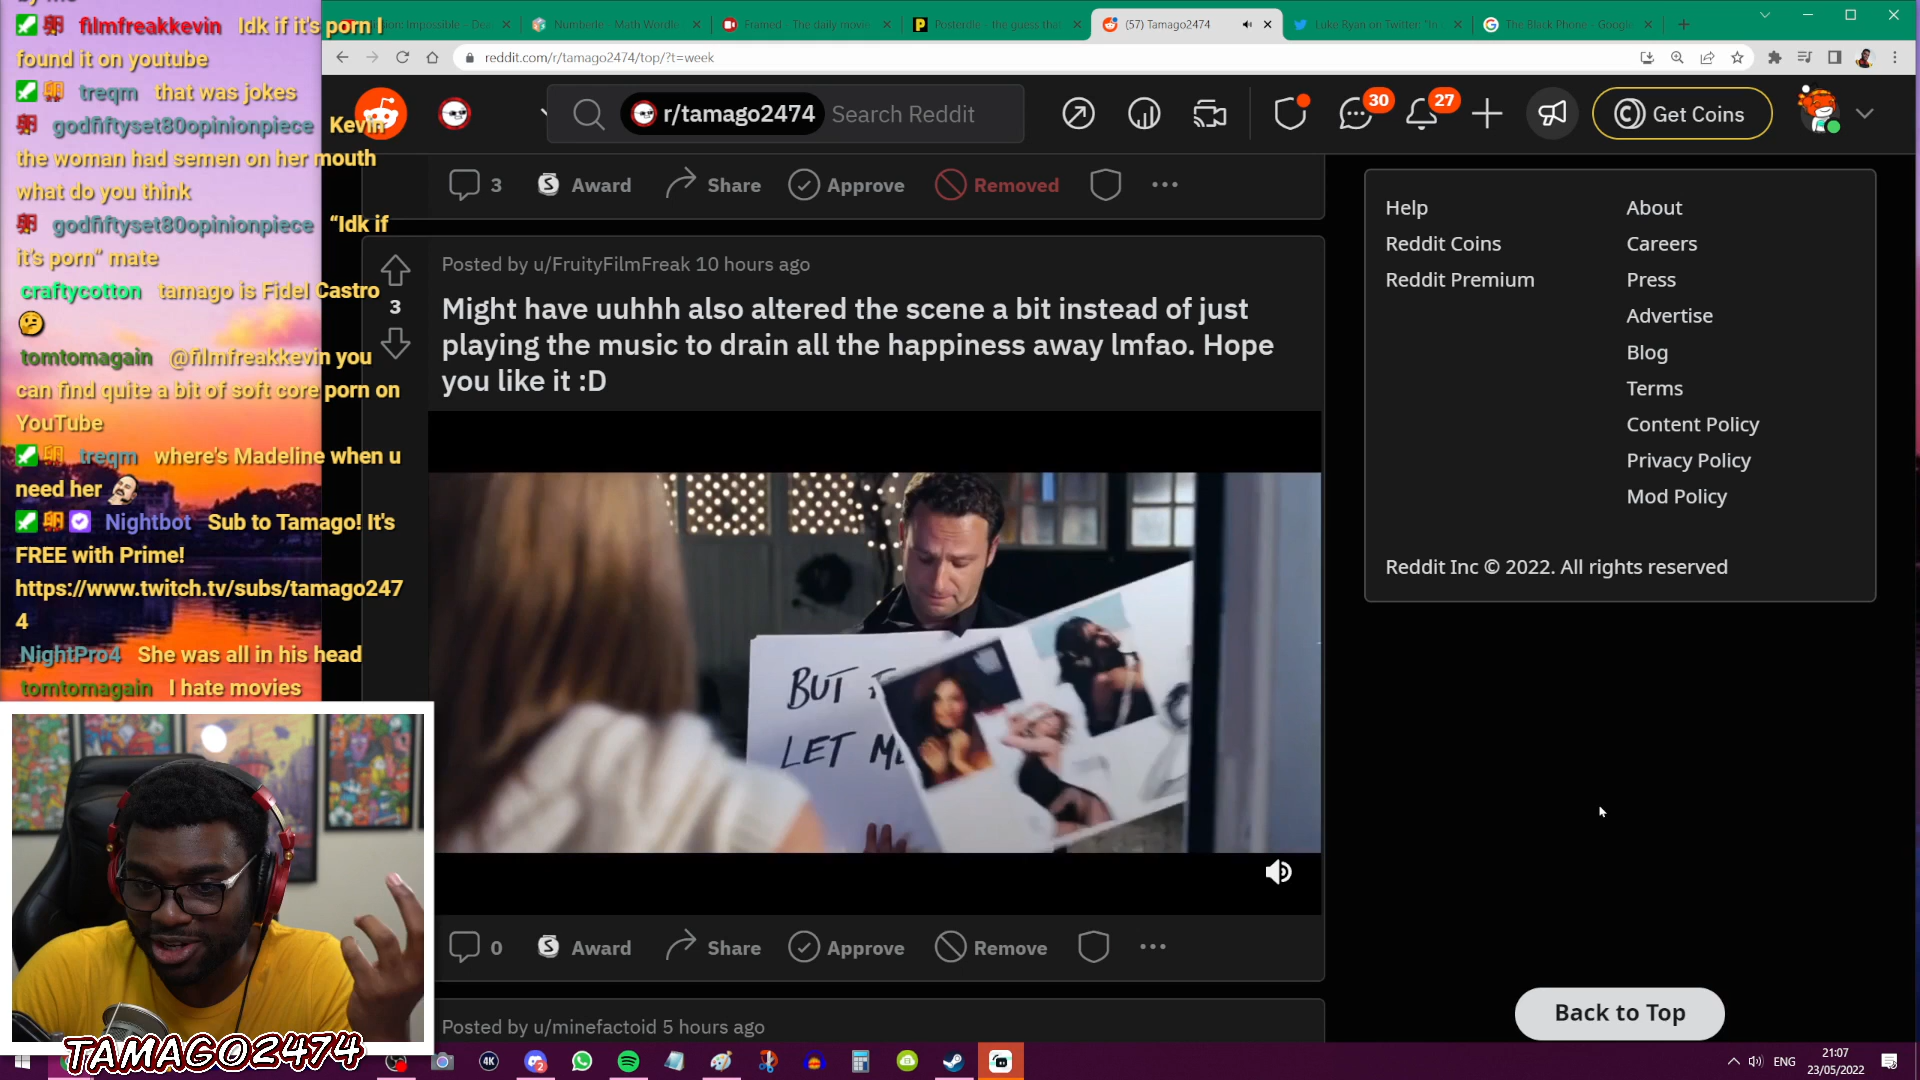 filmfreakkevin Idk if it's porn I
found it on youtube
treqm that was jokes
godfiftyset80opinionpiece Kevin
the woman had semen on her mouth
what do you think
godfiftyset80opinionpiece "Idk if
it's porn" mate
craftycotton tamago is Fidel Castro
tomtomagain @filmfreakkevin you
can find quite a bit of soft core porn on
YouTube
treqm where's Madeline when u
need her
Nightbot Sub to Tamago! It's
FREE with Prime!
https://www.twitch.tv/subs/tamago247
4
NightPro4 She was all in his head
tomtomagain I hate movies
TAMAGO2474
Numberle - Math Wordle
Framed - The daily movie
Posterdle - the guess that
(57) Tamago2474
Luke Ryan on Twitter: "In
The Black Phone - Google
reddit.com/r/tamago2474/top/?t=week
r/tamago2474 Search Reddit
30
27
Get Coins
3 Award Share Approve Removed
Posted by u/FruityFilmFreak 10 hours ago
3
Might have uuhhh also altered the scene a bit instead of just
playing the music to drain all the happiness away lmfao. Hope
you like it :D
BUT
LET
0 Award Share Approve Remove
Posted by u/minefactoid 5 hours ago
Help
Reddit Coins
Reddit Premium
About
Careers
Press
Advertise
Blog
Terms
Content Policy
Privacy Policy
Mod Policy
Reddit Inc © 2022. All rights reserved
Back to Top
4K
ENG
21:07
23/05/2022